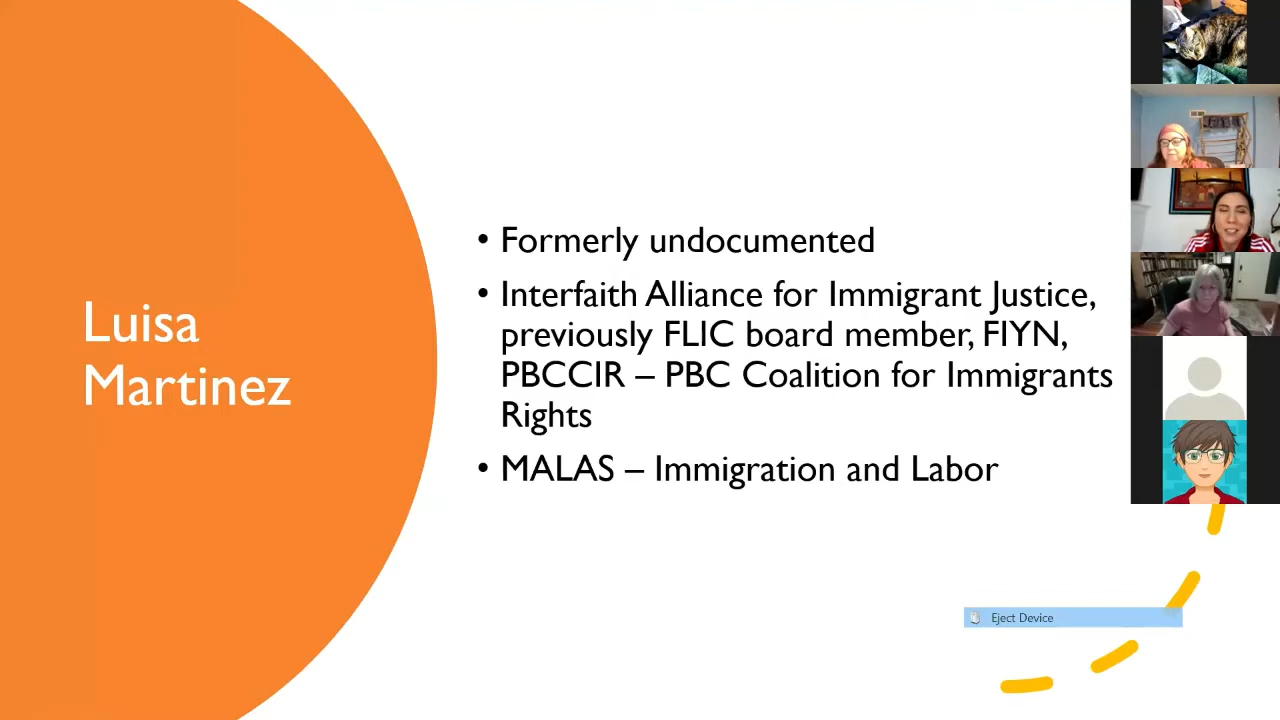 Luisa
Martinez
• Formerly undocumented
• Interfaith Alliance for Immigrant Justice,
previously FLIC board member, FIYN,
PBCCIR – PBC Coalition for Immigrants
Rights
• MALAS – Immigration and Labor
Eject Device